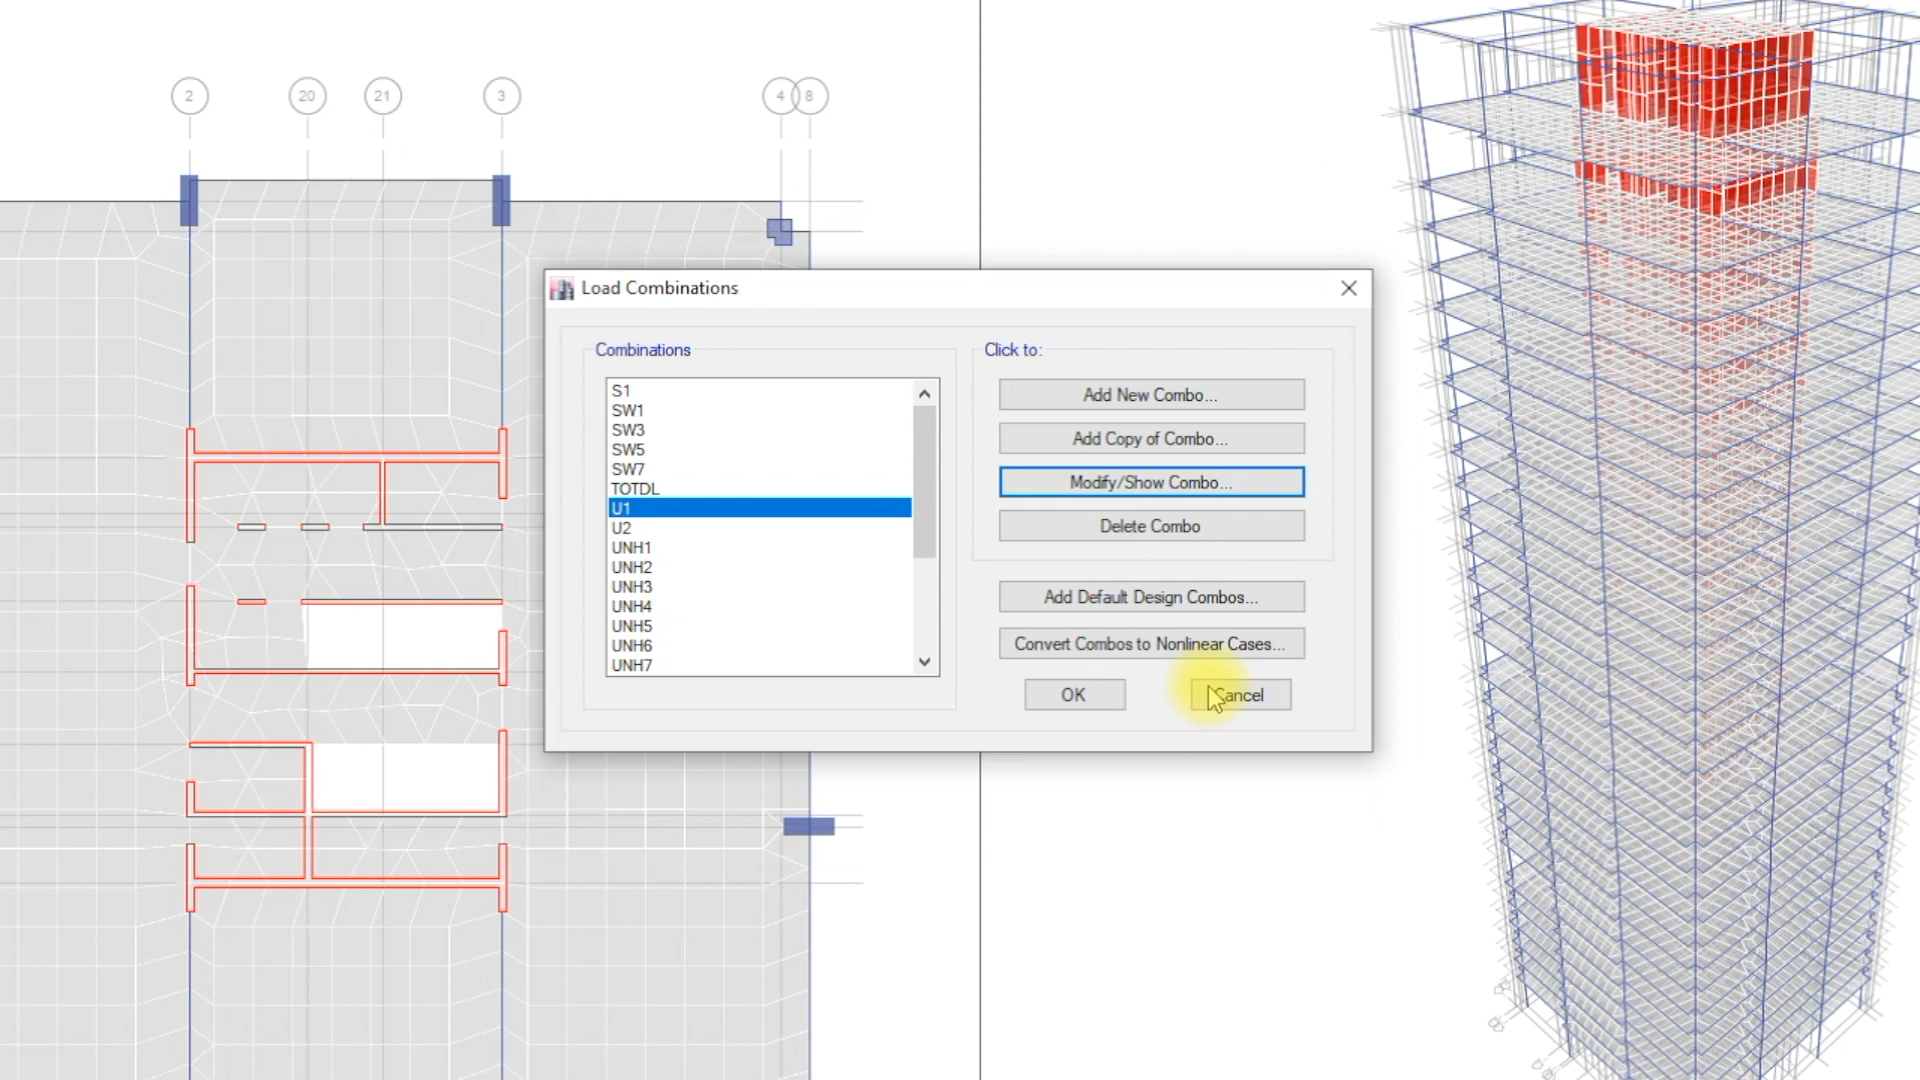 2 20 21 3 4 8
Load Combinations
Combinations
S1
SW1
SW3
SW5
SW7
TOTDL
U1
U2
UNH1
UNH2
UNH3
UNH4
UNH5
UNH6
UNH7
Click to:
Add New Combo...
Add Copy of Combo...
Modify/Show Combo...
Delete Combo
Add Default Design Combos...
Convert Combos to Nonlinear Cases...
OK Cancel